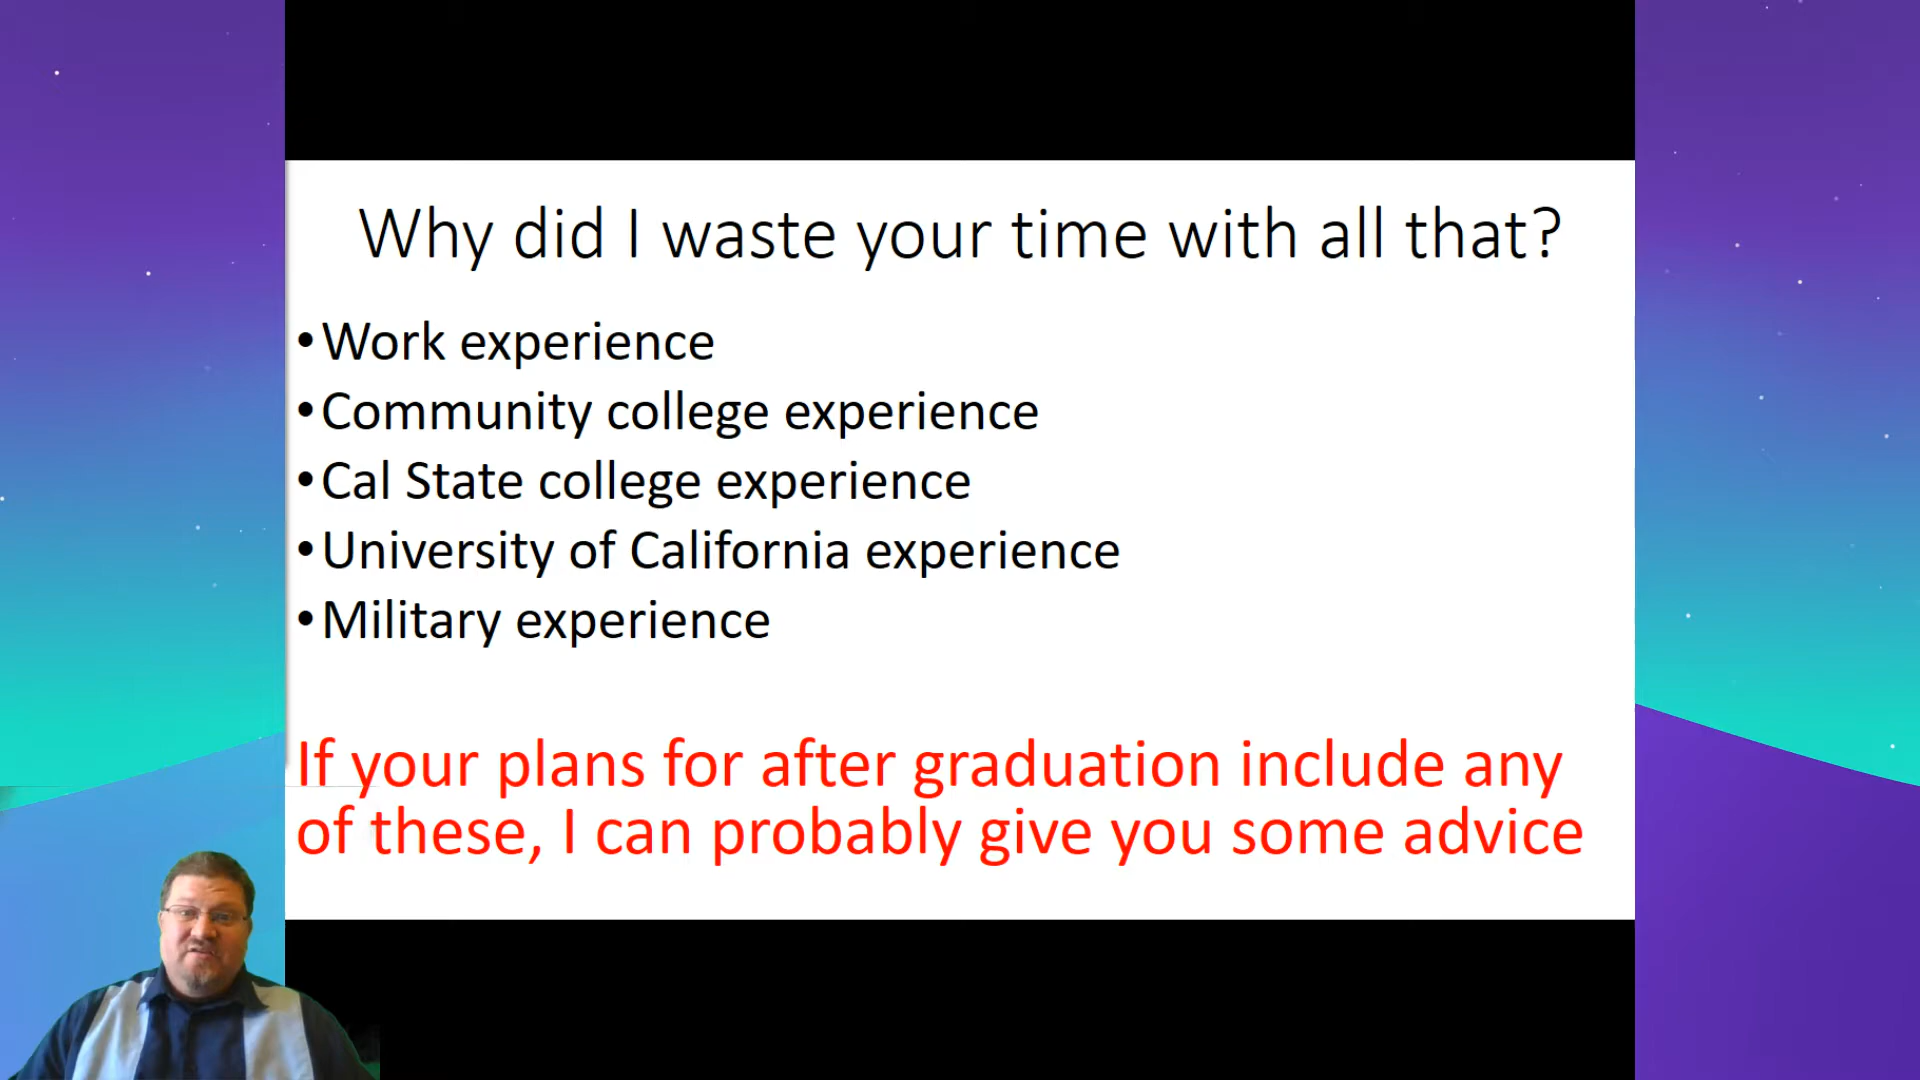 Why did I waste your time with all that?
•Work experience
•Community college experience
•Cal State college experience
•University of California experience
•Military experience
If your plans for after graduation include any
of these, I can probably give you some advice